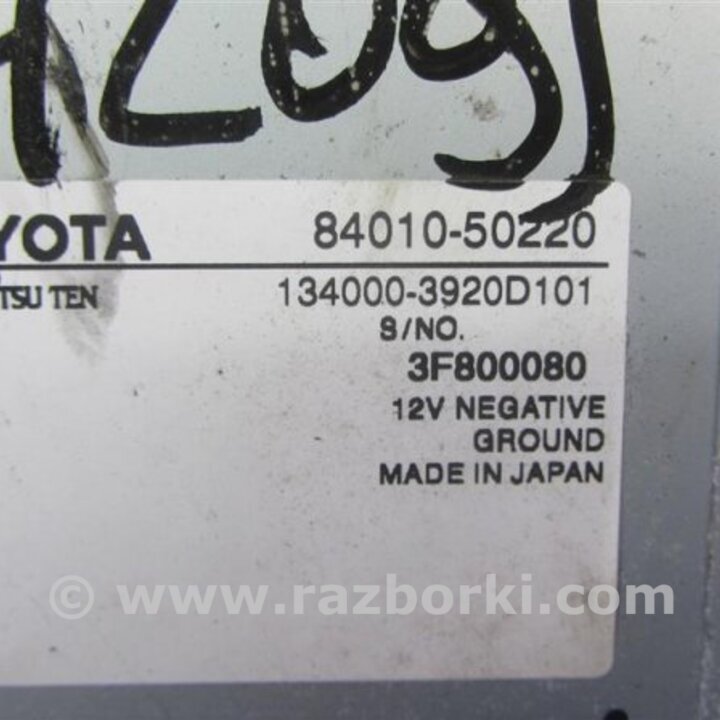 YOTA 84010-50220
TSU TEN 134000-3920D101
S/NO.
3F800080
12V NEGATIVE
GROUND
MADE IN JAPAN
© www.razborki.com